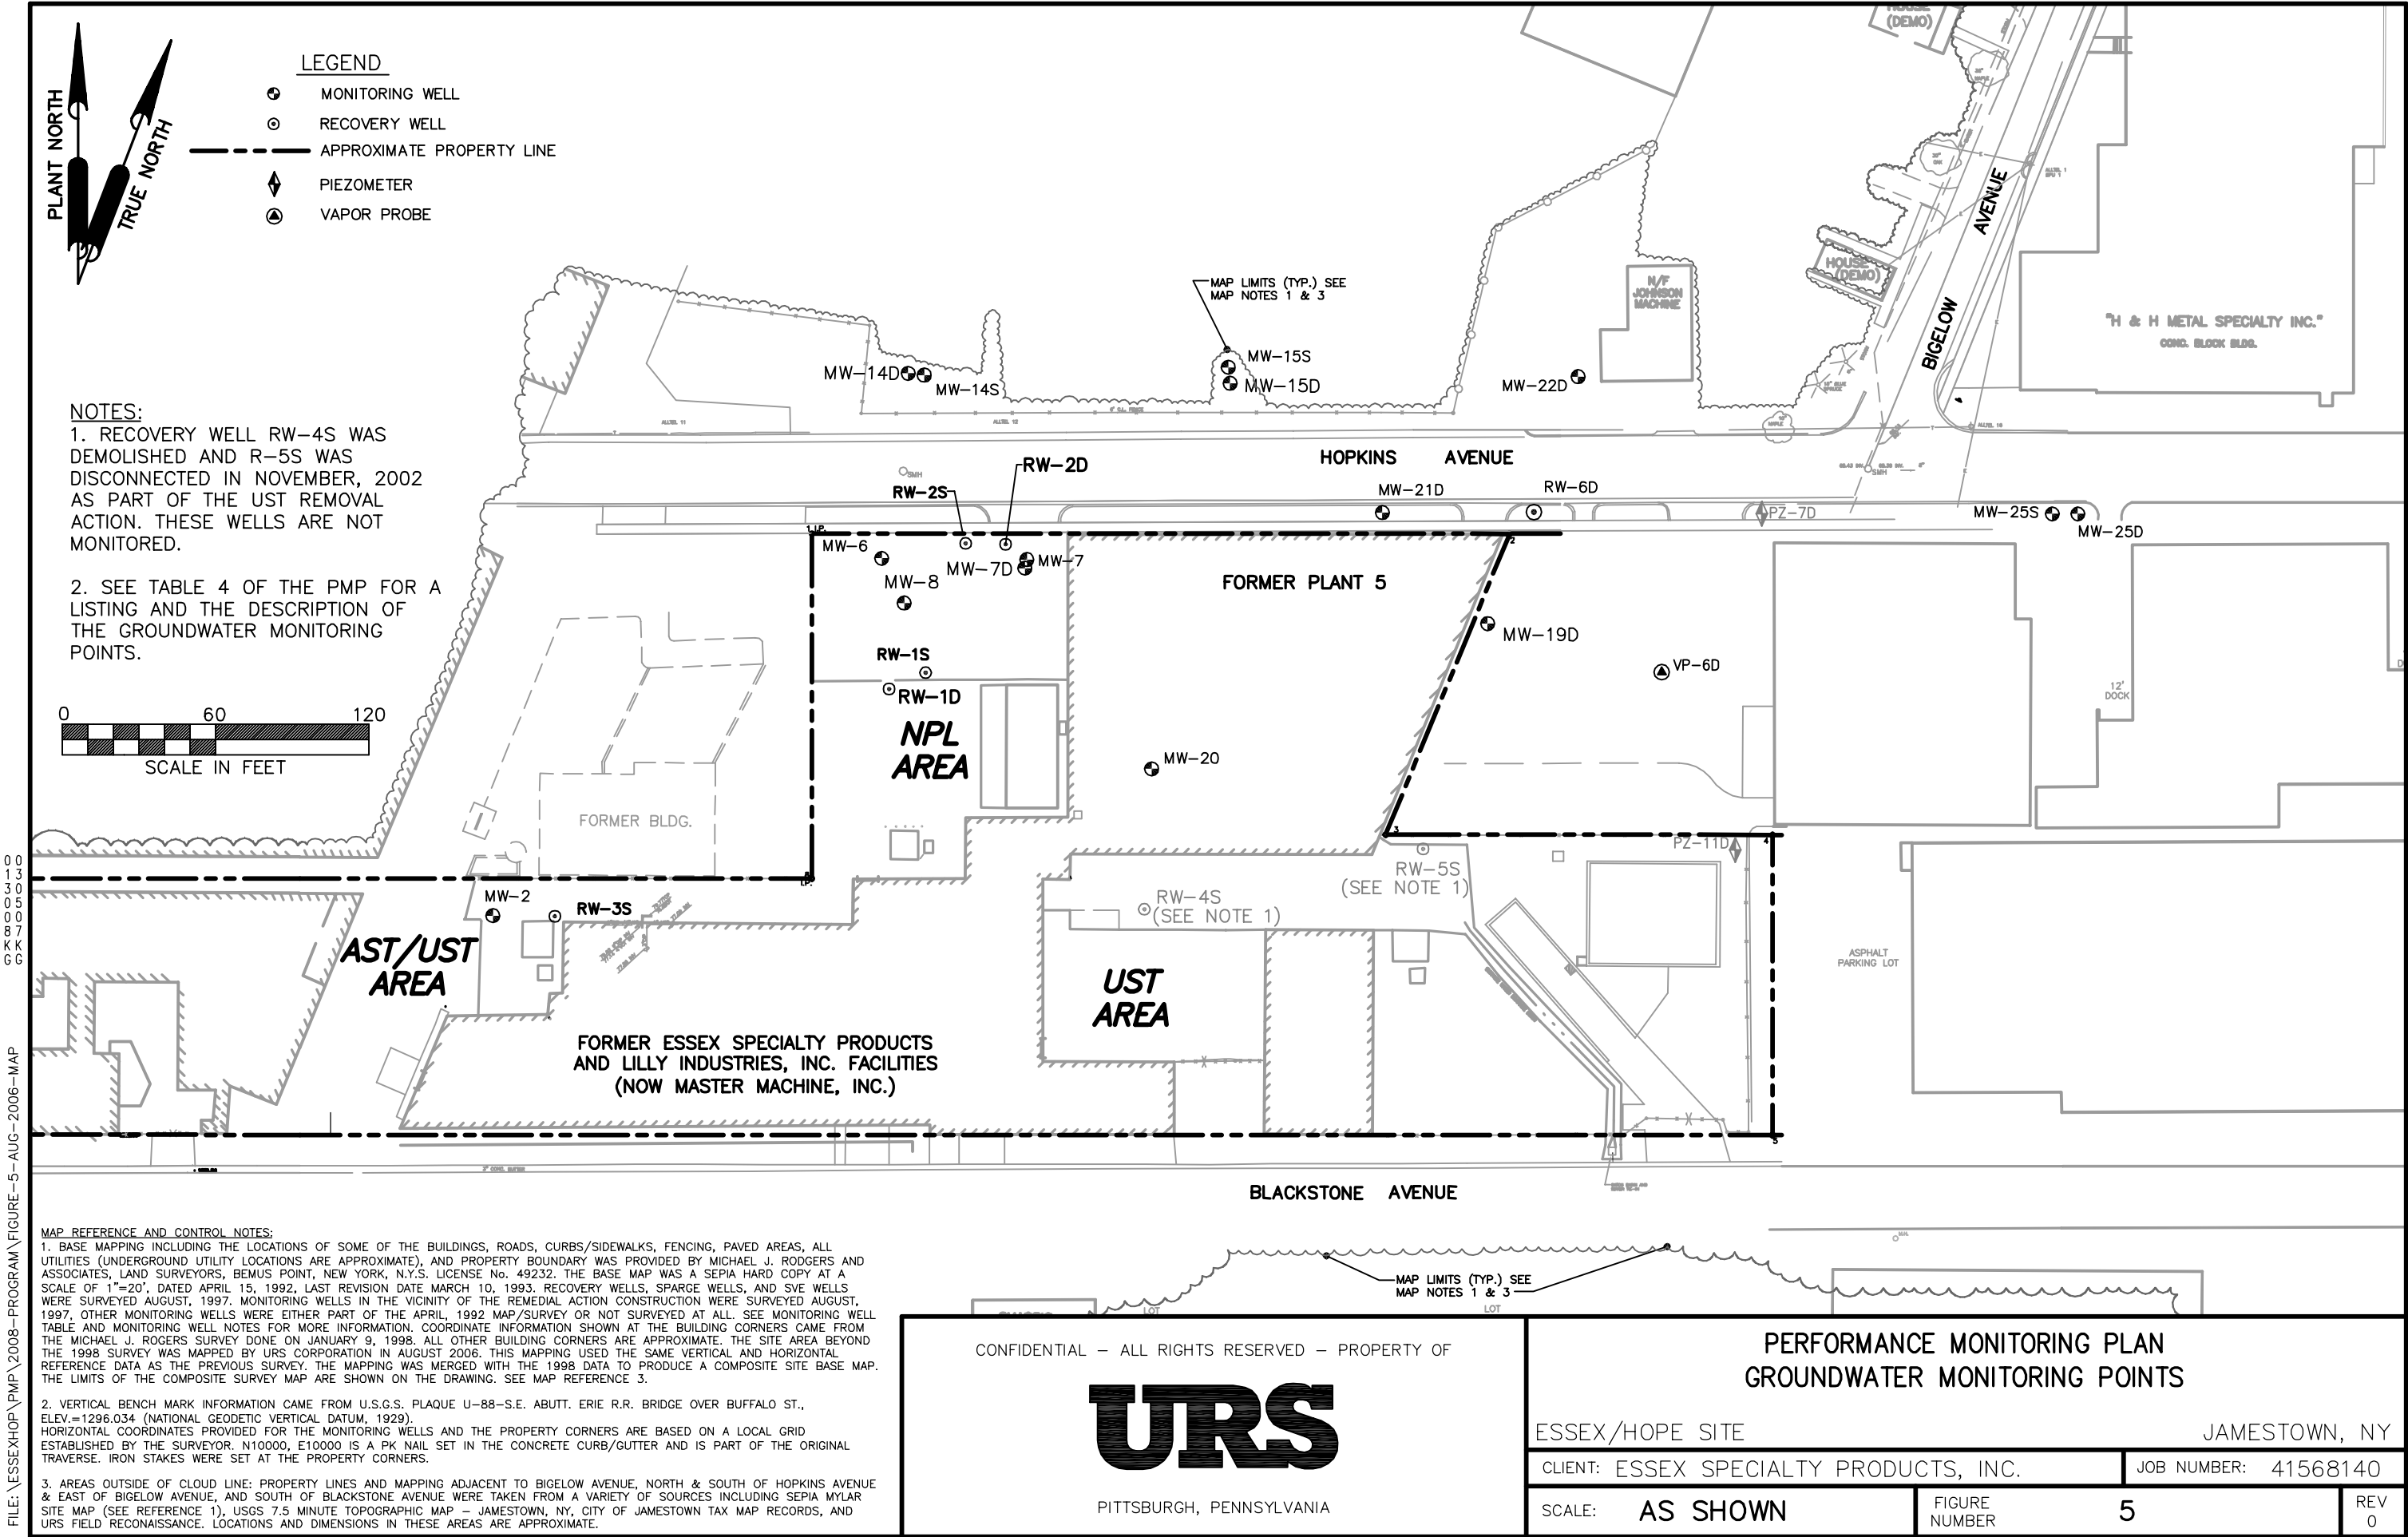 PLANT NORTH
TRUE NORTH
LEGEND
MONITORING WELL
RECOVERY WELL
APPROXIMATE PROPERTY LINE
PIEZOMETER
VAPOR PROBE
NOTES:
1. RECOVERY WELL RW-4S WAS
DEMOLISHED AND R-5S WAS
DISCONNECTED IN NOVEMBER, 2002
AS PART OF THE UST REMOVAL
ACTION. THESE WELLS ARE NOT
MONITORED.
2. SEE TABLE 4 OF THE PMP FOR A
LISTING AND THE DESCRIPTION OF
THE GROUNDWATER MONITORING
POINTS.
0 60 120
SCALE IN FEET
HOUSE
(DEMO)
MAP LIMITS (TYP.) SEE
MAP NOTES 1 & 3
N/F
JOHNSON
MACHINE
HOUSE
(DEMO)
BIGELOW AVENUE
"H & H METAL SPECIALTY INC."
CONC. BLOCK BLDG.
MW-14D
MW-14S
MW-15S
MW-15D
MW-22D
ALLTEL 11
ALLTEL 12
6' C.L. FENCE
MAPLE
ALLTEL 10
HOPKINS AVENUE
SMH
SMH
RW-2S
RW-2D
MW-21D
RW-6D
PZ-7D
MW-25S
MW-25D
1 I.P.
2
MW-6
MW-8
MW-7D
MW-7
FORMER PLANT 5
MW-19D
VP-6D
RW-1S
RW-1D
NPL
AREA
MW-20
12'
DOCK
FORMER BLDG.
3
4
PZ-11D
RW-5S
(SEE NOTE 1)
RW-4S
(SEE NOTE 1)
I.P.
MW-2
RW-3S
AST/UST
AREA
UST
AREA
ASPHALT
PARKING LOT
FORMER ESSEX SPECIALTY PRODUCTS
AND LILLY INDUSTRIES, INC. FACILITIES
(NOW MASTER MACHINE, INC.)
5
BLACKSTONE AVENUE
MAP LIMITS (TYP.) SEE
MAP NOTES 1 & 3
LOT
LOT
MAP REFERENCE AND CONTROL NOTES:
1. BASE MAPPING INCLUDING THE LOCATIONS OF SOME OF THE BUILDINGS, ROADS, CURBS/SIDEWALKS, FENCING, PAVED AREAS, ALL
UTILITIES (UNDERGROUND UTILITY LOCATIONS ARE APPROXIMATE), AND PROPERTY BOUNDARY WAS PROVIDED BY MICHAEL J. RODGERS AND
ASSOCIATES, LAND SURVEYORS, BEMUS POINT, NEW YORK, N.Y.S. LICENSE No. 49232. THE BASE MAP WAS A SEPIA HARD COPY AT A
SCALE OF 1"=20', DATED APRIL 15, 1992, LAST REVISION DATE MARCH 10, 1993. RECOVERY WELLS, SPARGE WELLS, AND SVE WELLS
WERE SURVEYED AUGUST, 1997. MONITORING WELLS IN THE VICINITY OF THE REMEDIAL ACTION CONSTRUCTION WERE SURVEYED AUGUST,
1997, OTHER MONITORING WELLS WERE EITHER PART OF THE APRIL, 1992 MAP/SURVEY OR NOT SURVEYED AT ALL. SEE MONITORING WELL
TABLE AND MONITORING WELL NOTES FOR MORE INFORMATION. COORDINATE INFORMATION SHOWN AT THE BUILDING CORNERS CAME FROM
THE MICHAEL J. ROGERS SURVEY DONE ON JANUARY 9, 1998. ALL OTHER BUILDING CORNERS ARE APPROXIMATE. THE SITE AREA BEYOND
THE 1998 SURVEY WAS MAPPED BY URS CORPORATION IN AUGUST 2006. THIS MAPPING USED THE SAME VERTICAL AND HORIZONTAL
REFERENCE DATA AS THE PREVIOUS SURVEY. THE MAPPING WAS MERGED WITH THE 1998 DATA TO PRODUCE A COMPOSITE SITE BASE MAP.
THE LIMITS OF THE COMPOSITE SURVEY MAP ARE SHOWN ON THE DRAWING. SEE MAP REFERENCE 3.
2. VERTICAL BENCH MARK INFORMATION CAME FROM U.S.G.S. PLAQUE U-88-S.E. ABUTT. ERIE R.R. BRIDGE OVER BUFFALO ST.,
ELEV.=1296.034 (NATIONAL GEODETIC VERTICAL DATUM, 1929).
HORIZONTAL COORDINATES PROVIDED FOR THE MONITORING WELLS AND THE PROPERTY CORNERS ARE BASED ON A LOCAL GRID
ESTABLISHED BY THE SURVEYOR. N10000, E10000 IS A PK NAIL SET IN THE CONCRETE CURB/GUTTER AND IS PART OF THE ORIGINAL
TRAVERSE. IRON STAKES WERE SET AT THE PROPERTY CORNERS.
3. AREAS OUTSIDE OF CLOUD LINE: PROPERTY LINES AND MAPPING ADJACENT TO BIGELOW AVENUE, NORTH & SOUTH OF HOPKINS AVENUE
& EAST OF BIGELOW AVENUE, AND SOUTH OF BLACKSTONE AVENUE WERE TAKEN FROM A VARIETY OF SOURCES INCLUDING SEPIA MYLAR
SITE MAP (SEE REFERENCE 1), USGS 7.5 MINUTE TOPOGRAPHIC MAP - JAMESTOWN, NY, CITY OF JAMESTOWN TAX MAP RECORDS, AND
URS FIELD RECONAISSANCE. LOCATIONS AND DIMENSIONS IN THESE AREAS ARE APPROXIMATE.
CONFIDENTIAL - ALL RIGHTS RESERVED - PROPERTY OF
URS
PITTSBURGH, PENNSYLVANIA
PERFORMANCE MONITORING PLAN
GROUNDWATER MONITORING POINTS
ESSEX/HOPE SITE JAMESTOWN, NY
CLIENT: ESSEX SPECIALTY PRODUCTS, INC. JOB NUMBER: 41568140
SCALE: AS SHOWN
FIGURE
NUMBER 5
REV
0
FILE:\ESSEXHOP\PMP\2008-PROGRAM\FIGURE-5-AUG-2006-MAP
00
13
30
05
00
87
KK
GG